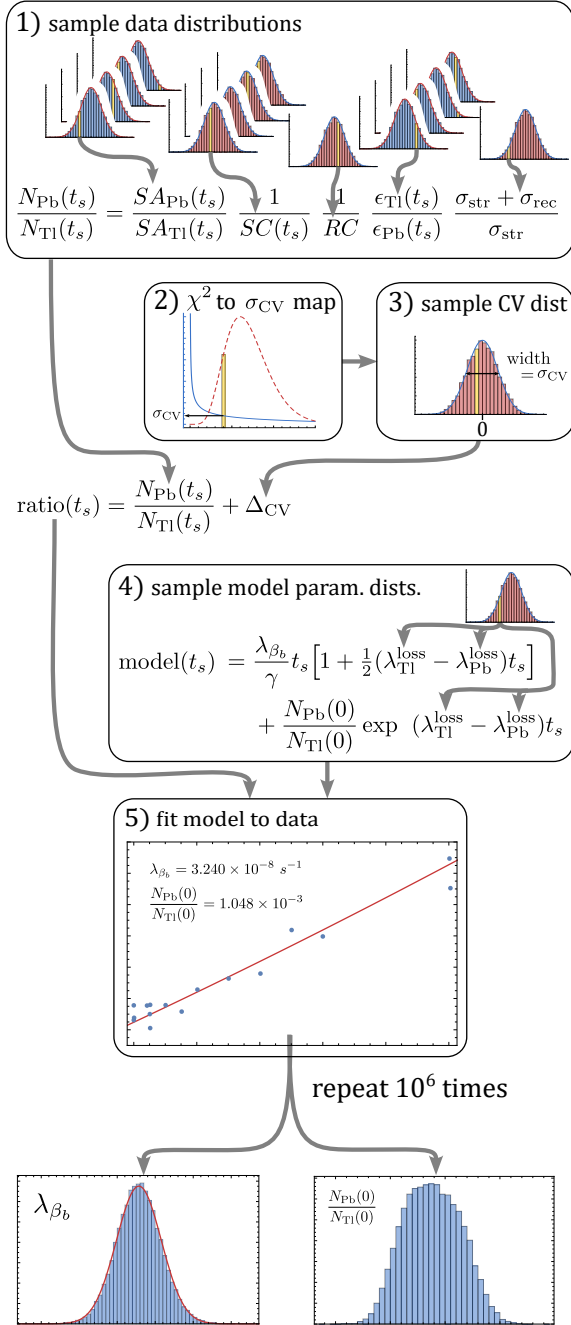 1) sample data distributions
N_Pb(t_s)/N_Tl(t_s) = SA_Pb(t_s)/SA_Tl(t_s) 1/SC(t_s) 1/RC ϵ_Tl(t_s)/ϵ_Pb(t_s) (σ_str + σ_rec)/σ_str
2) χ² to σ_CV map
σ_CV
3) sample CV dist
width
= σ_CV
0
ratio(t_s) = N_Pb(t_s)/N_Tl(t_s) + Δ_CV
4) sample model param. dists.
model(t_s) = λ_β_b/γ t_s [1 + ½(λ_Tl^loss − λ_Pb^loss)t_s]
+ N_Pb(0)/N_Tl(0) exp (λ_Tl^loss − λ_Pb^loss)t_s
5) fit model to data
λ_β_b = 3.240 × 10⁻⁸ s⁻¹
N_Pb(0)/N_Tl(0) = 1.048 × 10⁻³
repeat 10⁶ times
λ_β_b
N_Pb(0)/N_Tl(0)